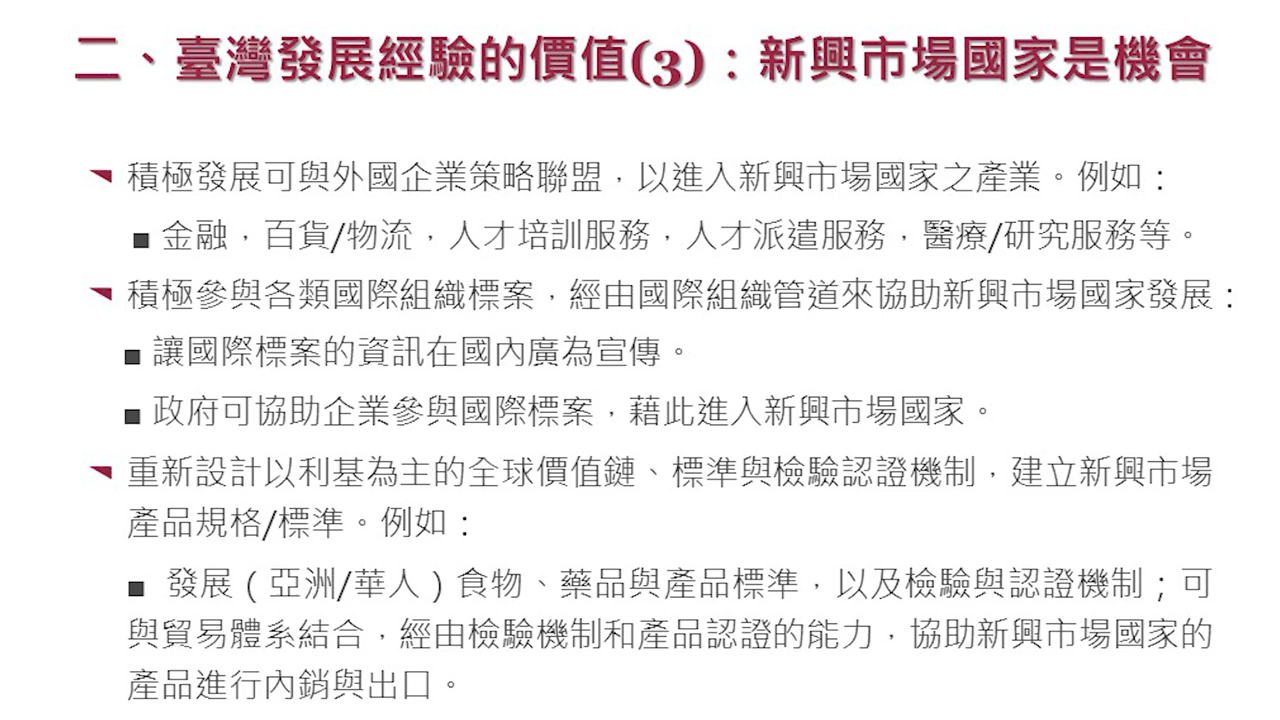 二、臺灣發展經驗的價值(3)：新興市場國家是機會
積極發展可與外國企業策略聯盟，以進入新興市場國家之產業。例如：
■ 金融，百貨/物流，人才培訓服務，人才派遣服務，醫療/研究服務等。
積極參與各類國際組織標案，經由國際組織管道來協助新興市場國家發展：
■ 讓國際標案的資訊在國內廣為宣傳。
■ 政府可協助企業參與國際標案，藉此進入新興市場國家。
重新設計以利基為主的全球價值鏈、標準與檢驗認證機制，建立新興市場
產品規格/標準。例如：
■ 發展（亞洲/華人）食物、藥品與產品標準，以及檢驗與認證機制；可
與貿易體系結合，經由檢驗機制和產品認證的能力，協助新興市場國家的
產品進行內銷與出口。